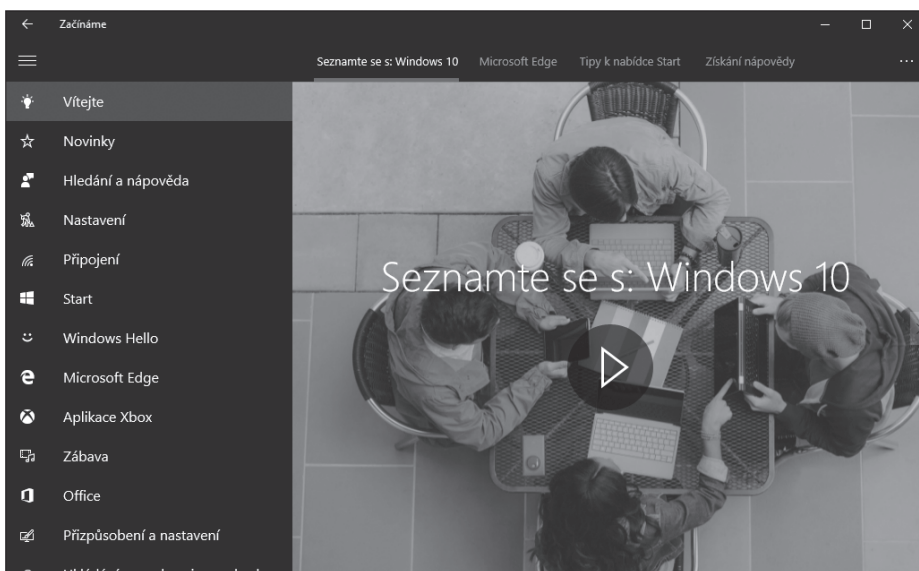 Začínáme
Seznamte se s: Windows 10 Microsoft Edge Tipy k nabídce Start Získání nápovědy
Vítejte
Novinky
Hledání a nápověda
Nastavení
Připojení
Start
Windows Hello
Microsoft Edge
Aplikace Xbox
Zábava
Office
Přizpůsobení a nastavení
Seznamte se s: Windows 10